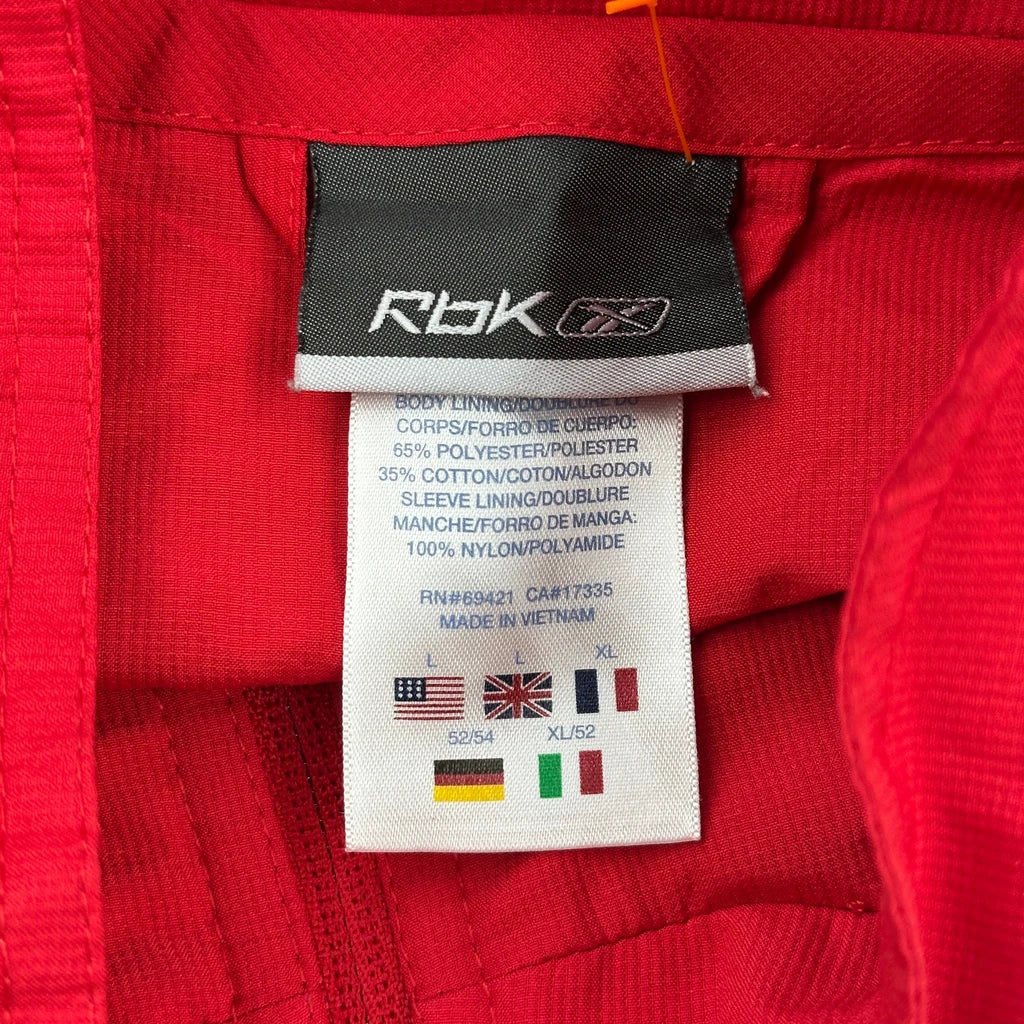 RbK
BODY LINING/DOUBLURE DU
CORPS/FORRO DE CUERPO:
65% POLYESTER/POLIESTER
35% COTTON/COTON/ALGODON
SLEEVE LINING/DOUBLURE
MANCHE/FORRO DE MANGA:
100% NYLON/POLYAMIDE
RN#69421 CA#17335
MADE IN VIETNAM
L L XL
52/54 XL/52